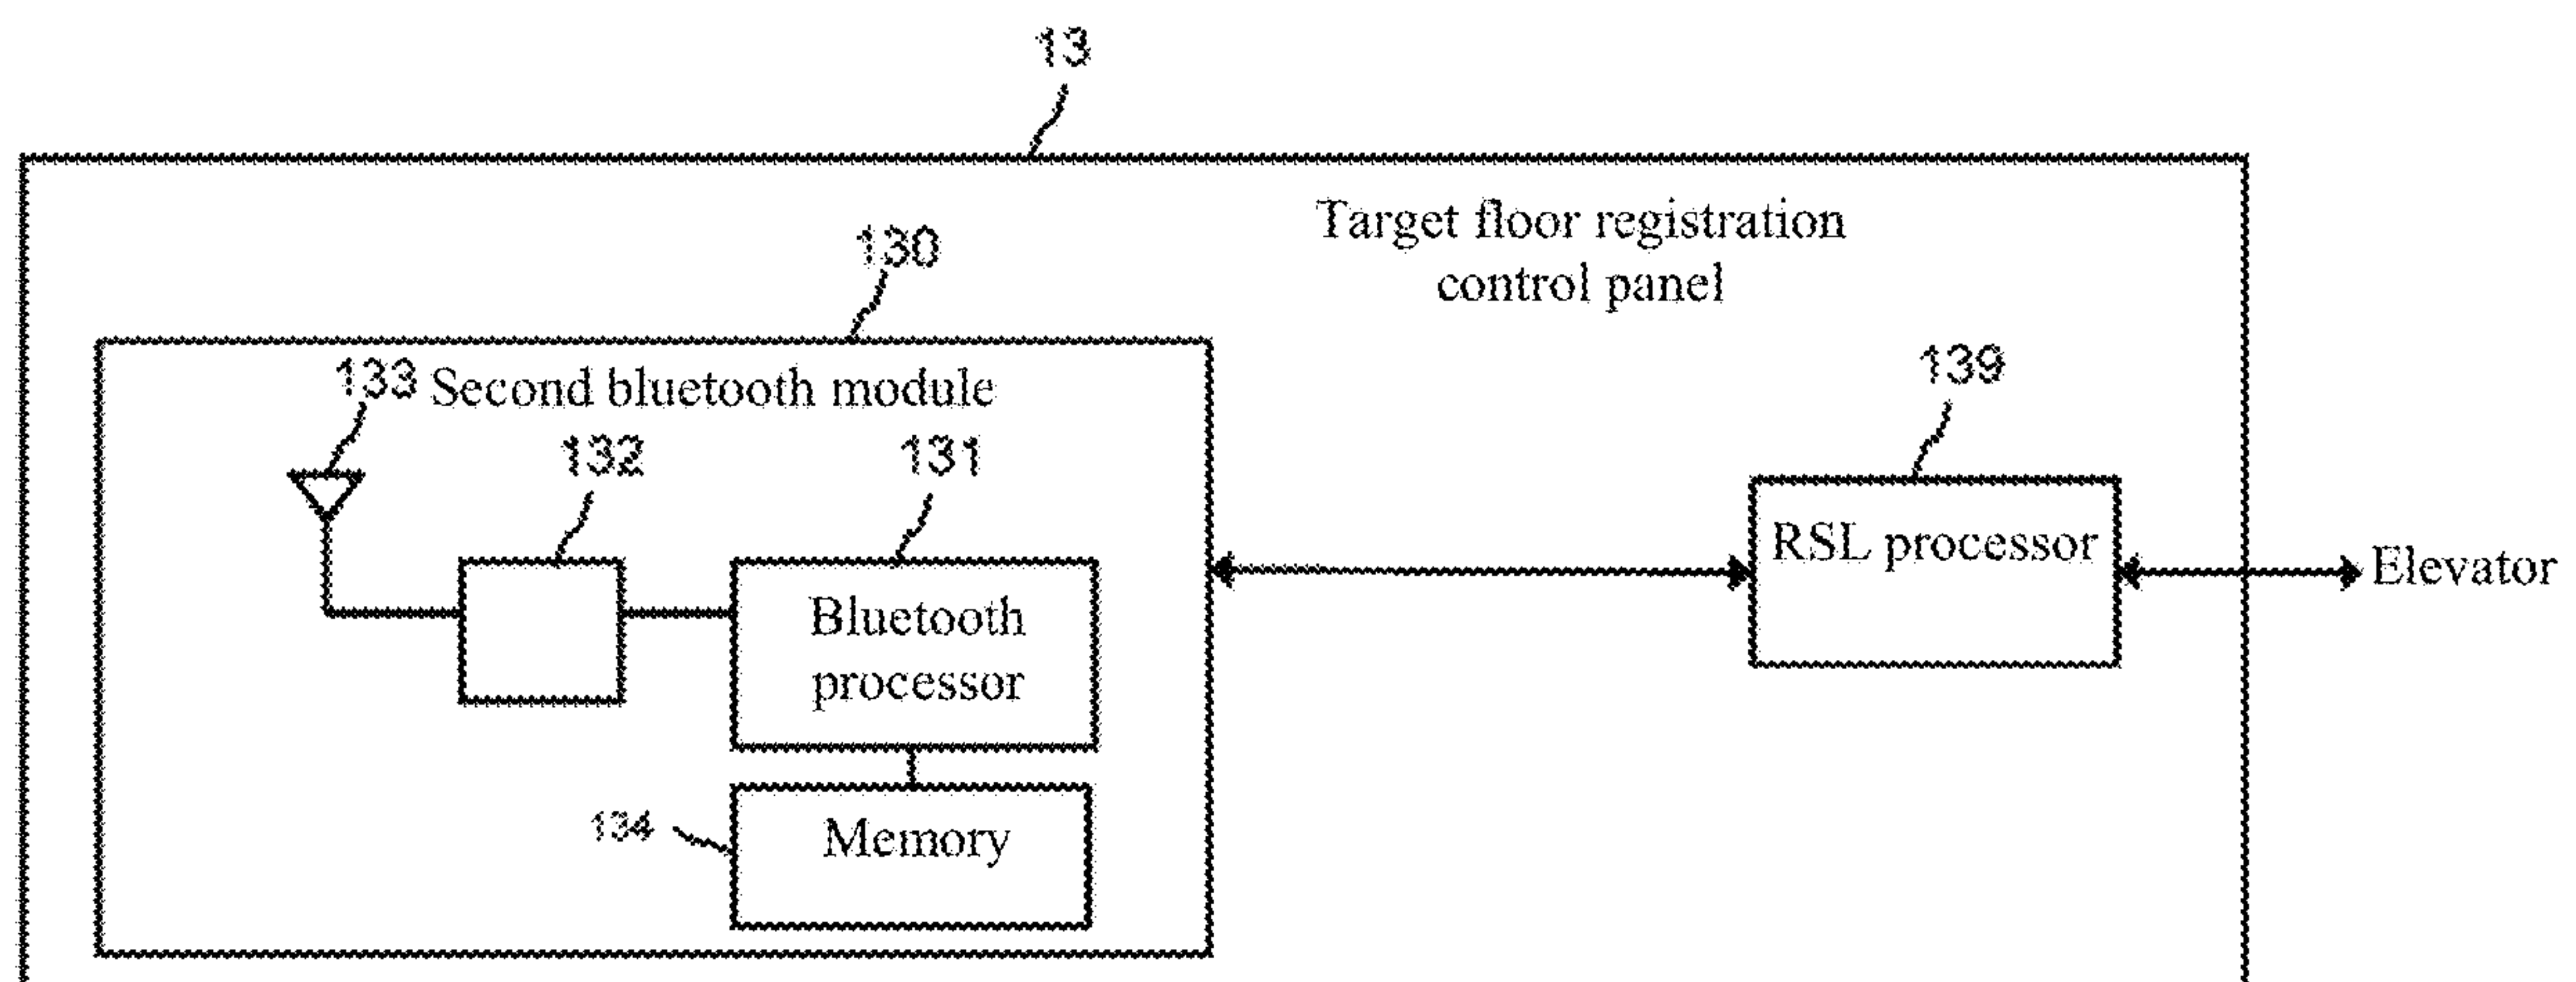 13
Target floor registration
control panel
130
133 Second bluetooth module
139
132
131
RSL processor
Elevator
Bluetooth
processor
134
Memory